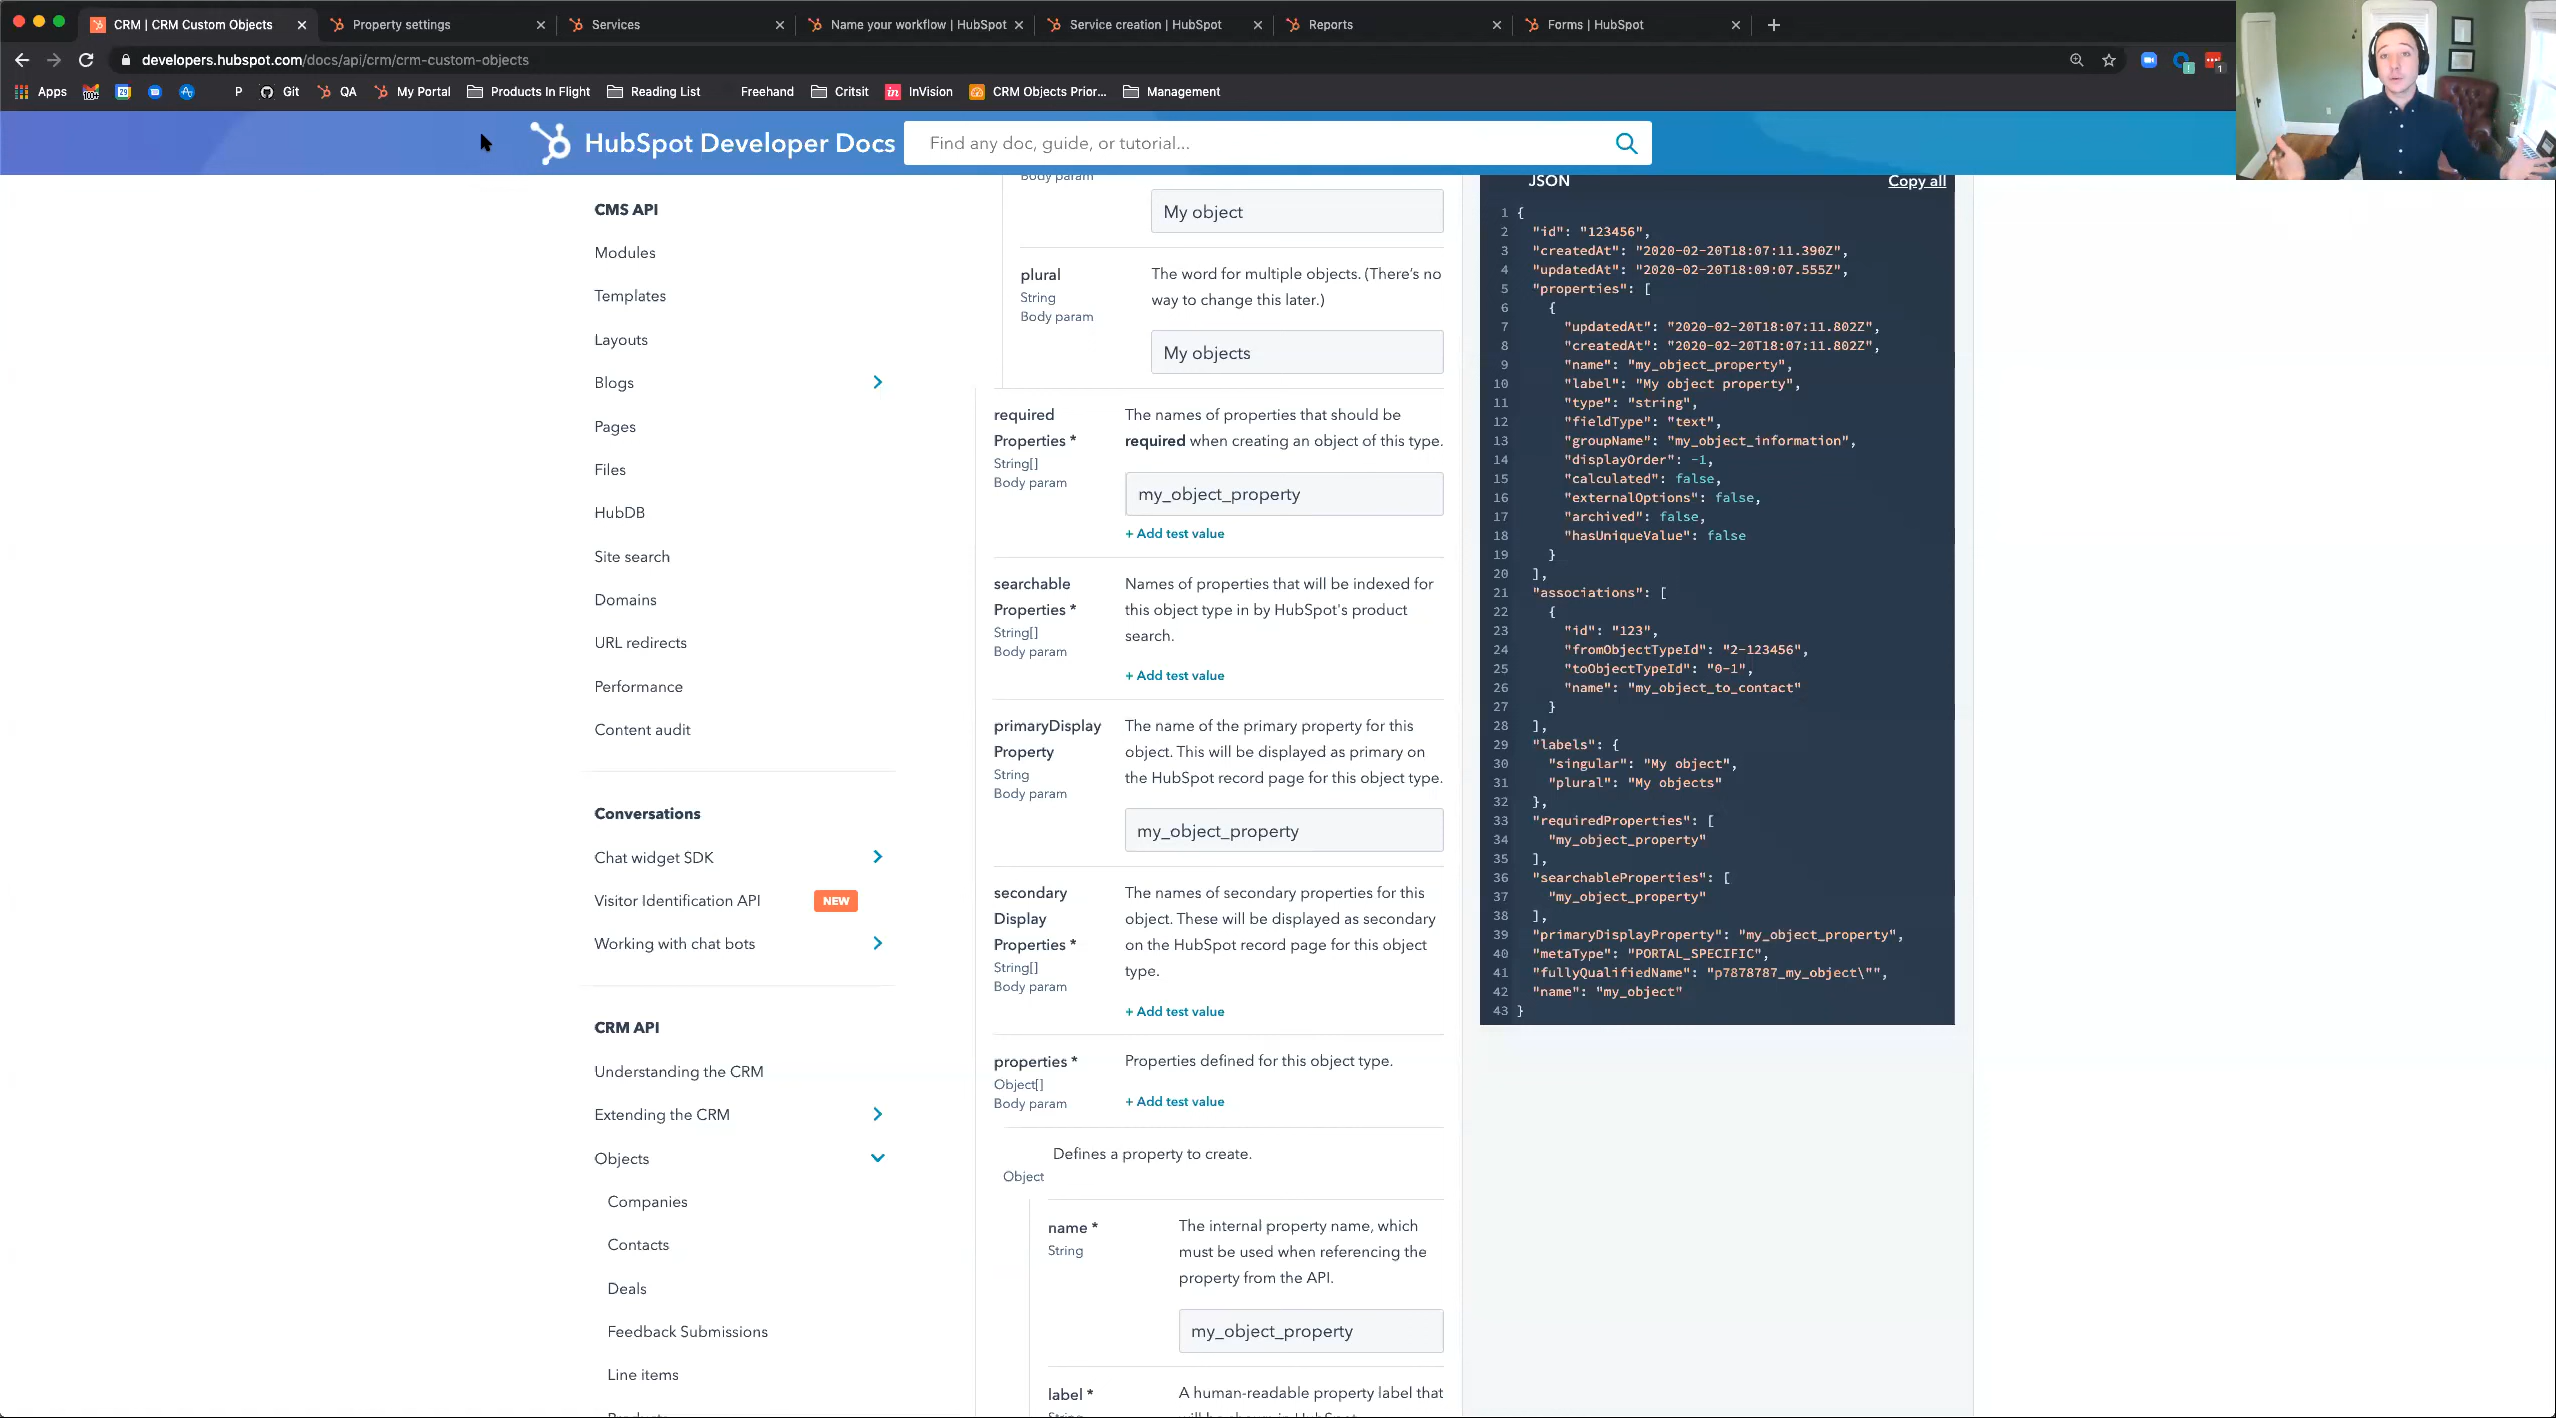 CRM | CRM Custom Objects
Property settings
Services
Name your workflow | HubSpot
Service creation | HubSpot
Reports
Forms | HubSpot
developers.hubspot.com/docs/api/crm/crm-custom-objects
Apps
P
Git
QA
My Portal
Products In Flight
Reading List
Freehand
Critsit
InVision
CRM Objects Prior...
Management
HubSpot Developer Docs
Find any doc, guide, or tutorial...
CMS API
Modules
Templates
Layouts
Blogs
Pages
Files
HubDB
Site search
Domains
URL redirects
Performance
Content audit
Conversations
Chat widget SDK
Visitor Identification API
NEW
Working with chat bots
CRM API
Understanding the CRM
Extending the CRM
Objects
Companies
Contacts
Deals
Feedback Submissions
Line items
Body param
My object
plural
String
Body param
The word for multiple objects. (There's no
way to change this later.)
My objects
required
Properties *
String[]
Body param
The names of properties that should be
required when creating an object of this type.
my_object_property
+ Add test value
searchable
Properties *
String[]
Body param
Names of properties that will be indexed for
this object type in by HubSpot's product
search.
+ Add test value
primaryDisplay
Property
String
Body param
The name of the primary property for this
object. This will be displayed as primary on
the HubSpot record page for this object type.
my_object_property
secondary
Display
Properties *
String[]
Body param
The names of secondary properties for this
object. These will be displayed as secondary
on the HubSpot record page for this object
type.
+ Add test value
properties *
Object[]
Body param
Properties defined for this object type.
+ Add test value
Defines a property to create.
Object
name *
String
The internal property name, which
must be used when referencing the
property from the API.
my_object_property
label *
A human-readable property label that
JSON
Copy all
1 {
2 "id": "123456",
3 "createdAt": "2020-02-20T18:07:11.390Z",
4 "updatedAt": "2020-02-20T18:09:07.555Z",
5 "properties": [
6 {
7 "updatedAt": "2020-02-20T18:07:11.802Z",
8 "createdAt": "2020-02-20T18:07:11.802Z",
9 "name": "my_object_property",
10 "label": "My object property",
11 "type": "string",
12 "fieldType": "text",
13 "groupName": "my_object_information",
14 "displayOrder": -1,
15 "calculated": false,
16 "externalOptions": false,
17 "archived": false,
18 "hasUniqueValue": false
19 }
20 ],
21 "associations": [
22 {
23 "id": "123",
24 "fromObjectTypeId": "2-123456",
25 "toObjectTypeId": "0-1",
26 "name": "my_object_to_contact"
27 }
28 ],
29 "labels": {
30 "singular": "My object",
31 "plural": "My objects"
32 },
33 "requiredProperties": [
34 "my_object_property"
35 ],
36 "searchableProperties": [
37 "my_object_property"
38 ],
39 "primaryDisplayProperty": "my_object_property",
40 "metaType": "PORTAL_SPECIFIC",
41 "fullyQualifiedName": "p7878787_my_object\"",
42 "name": "my_object"
43 }